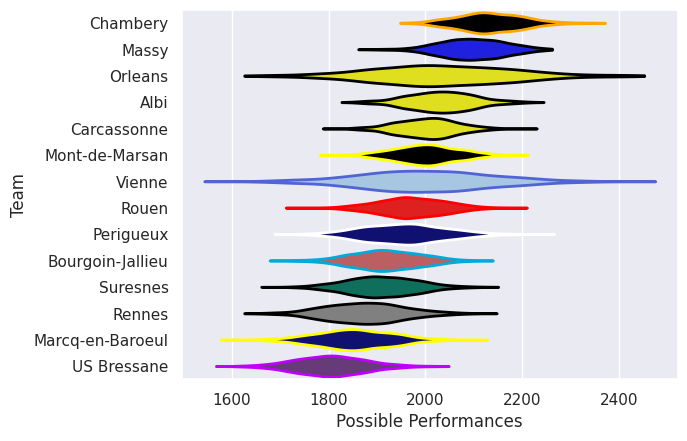 Chambery
Massy
Orleans
Albi
Carcassonne
Mont-de-Marsan
Vienne
Rouen
Perigueux
Bourgoin-Jallieu
Suresnes
Rennes
Marcq-en-Baroeul
US Bressane
Team
1600 1800 2000 2200 2400
Possible Performances